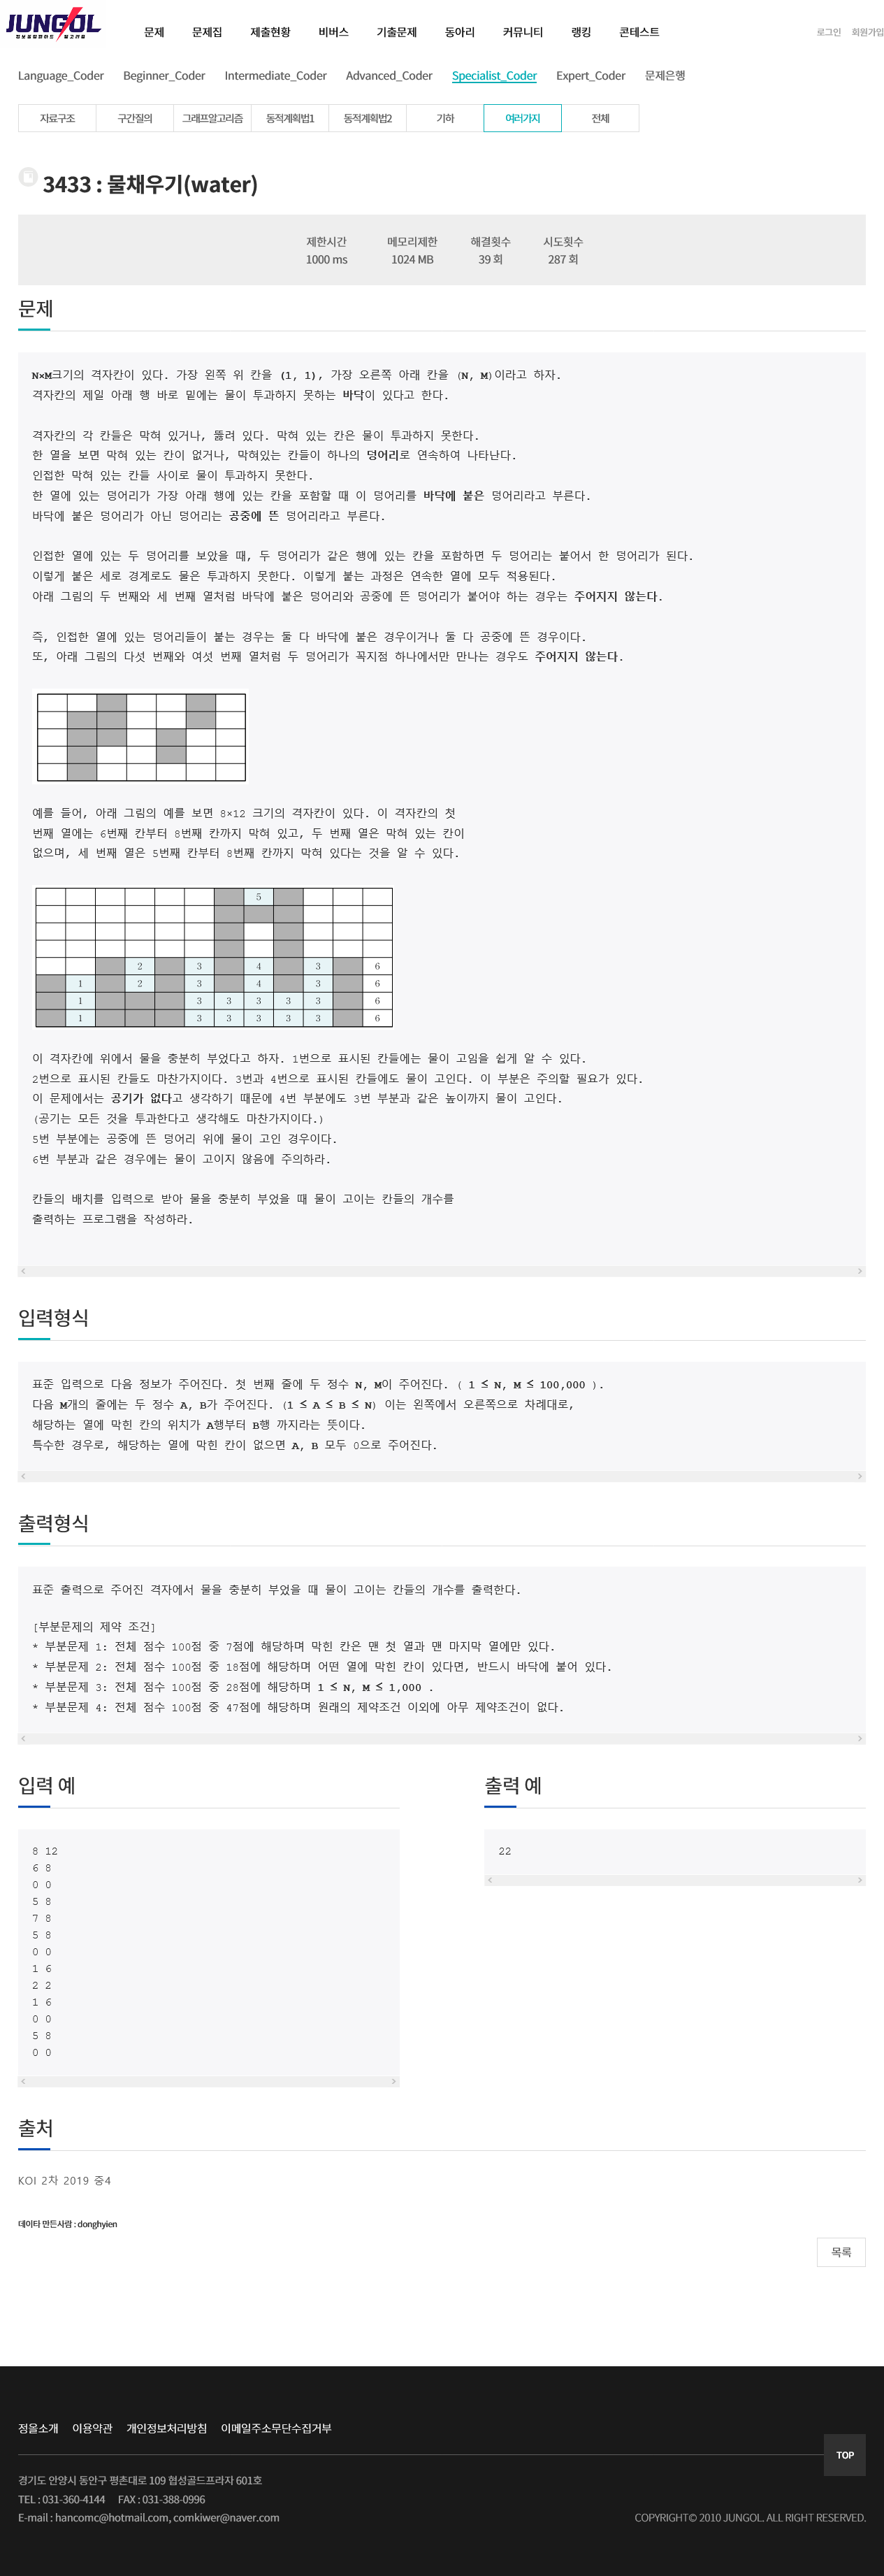 JUNGOL
정보올림피아드 / 알고리즘
문제 문제집 제출현황 비버스 기출문제 동아리 커뮤니티 랭킹 콘테스트
로그인 회원가입
Language_Coder Beginner_Coder Intermediate_Coder Advanced_Coder Specialist_Coder Expert_Coder 문제은행
자료구조 구간질의 그래프알고리즘 동적계획법1 동적계획법2 기하 여러가지 전체
3433 : 물채우기(water)
제한시간 메모리제한 해결횟수 시도횟수
1000 ms 1024 MB 39 회 287 회
문제
N×M크기의 격자칸이 있다. 가장 왼쪽 위 칸을 (1, 1), 가장 오른쪽 아래 칸을 (N, M)이라고 하자.
격자칸의 제일 아래 행 바로 밑에는 물이 투과하지 못하는 바닥이 있다고 한다.
격자칸의 각 칸들은 막혀 있거나, 뚫려 있다. 막혀 있는 칸은 물이 투과하지 못한다.
한 열을 보면 막혀 있는 칸이 없거나, 막혀있는 칸들이 하나의 덩어리로 연속하여 나타난다.
인접한 막혀 있는 칸들 사이로 물이 투과하지 못한다.
한 열에 있는 덩어리가 가장 아래 행에 있는 칸을 포함할 때 이 덩어리를 바닥에 붙은 덩어리라고 부른다.
바닥에 붙은 덩어리가 아닌 덩어리는 공중에 뜬 덩어리라고 부른다.
인접한 열에 있는 두 덩어리를 보았을 때, 두 덩어리가 같은 행에 있는 칸을 포함하면 두 덩어리는 붙어서 한 덩어리가 된다.
이렇게 붙은 세로 경계로도 물은 투과하지 못한다. 이렇게 붙는 과정은 연속한 열에 모두 적용된다.
아래 그림의 두 번째와 세 번째 열처럼 바닥에 붙은 덩어리와 공중에 뜬 덩어리가 붙어야 하는 경우는 주어지지 않는다.
즉, 인접한 열에 있는 덩어리들이 붙는 경우는 둘 다 바닥에 붙은 경우이거나 둘 다 공중에 뜬 경우이다.
또, 아래 그림의 다섯 번째와 여섯 번째 열처럼 두 덩어리가 꼭지점 하나에서만 만나는 경우도 주어지지 않는다.
예를 들어, 아래 그림의 예를 보면 8×12 크기의 격자칸이 있다. 이 격자칸의 첫
번째 열에는 6번째 칸부터 8번째 칸까지 막혀 있고, 두 번째 열은 막혀 있는 칸이
없으며, 세 번째 열은 5번째 칸부터 8번째 칸까지 막혀 있다는 것을 알 수 있다.
5
2 3 4 3 6
1 2 3 4 3 6
1 3 3 3 3 3 6
1 3 3 3 3 3 6
이 격자칸에 위에서 물을 충분히 부었다고 하자. 1번으로 표시된 칸들에는 물이 고임을 쉽게 알 수 있다.
2번으로 표시된 칸들도 마찬가지이다. 3번과 4번으로 표시된 칸들에도 물이 고인다. 이 부분은 주의할 필요가 있다.
이 문제에서는 공기가 없다고 생각하기 때문에 4번 부분에도 3번 부분과 같은 높이까지 물이 고인다.
(공기는 모든 것을 투과한다고 생각해도 마찬가지이다.)
5번 부분에는 공중에 뜬 덩어리 위에 물이 고인 경우이다.
6번 부분과 같은 경우에는 물이 고이지 않음에 주의하라.
칸들의 배치를 입력으로 받아 물을 충분히 부었을 때 물이 고이는 칸들의 개수를
출력하는 프로그램을 작성하라.
입력형식
표준 입력으로 다음 정보가 주어진다. 첫 번째 줄에 두 정수 N, M이 주어진다. ( 1 ≤ N, M ≤ 100,000 ).
다음 M개의 줄에는 두 정수 A, B가 주어진다. (1 ≤ A ≤ B ≤ N) 이는 왼쪽에서 오른쪽으로 차례대로,
해당하는 열에 막힌 칸의 위치가 A행부터 B행 까지라는 뜻이다.
특수한 경우로, 해당하는 열에 막힌 칸이 없으면 A, B 모두 0으로 주어진다.
출력형식
표준 출력으로 주어진 격자에서 물을 충분히 부었을 때 물이 고이는 칸들의 개수를 출력한다.
[부분문제의 제약 조건]
* 부분문제 1: 전체 점수 100점 중 7점에 해당하며 막힌 칸은 맨 첫 열과 맨 마지막 열에만 있다.
* 부분문제 2: 전체 점수 100점 중 18점에 해당하며 어떤 열에 막힌 칸이 있다면, 반드시 바닥에 붙어 있다.
* 부분문제 3: 전체 점수 100점 중 28점에 해당하며 1 ≤ N, M ≤ 1,000 .
* 부분문제 4: 전체 점수 100점 중 47점에 해당하며 원래의 제약조건 이외에 아무 제약조건이 없다.
입력 예
8 12
6 8
0 0
5 8
7 8
5 8
0 0
1 6
2 2
1 6
0 0
5 8
0 0
출력 예
22
출처
KOI 2차 2019 중4
데이타 만든사람 : donghyien
목록
정올소개 이용약관 개인정보처리방침 이메일주소무단수집거부
TOP
경기도 안양시 동안구 평촌대로 109 협성골드프라자 601호
TEL : 031-360-4144 FAX : 031-388-0996
E-mail : hancomc@hotmail.com, comkiwer@naver.com
COPYRIGHT© 2010 JUNGOL. ALL RIGHT RESERVED.